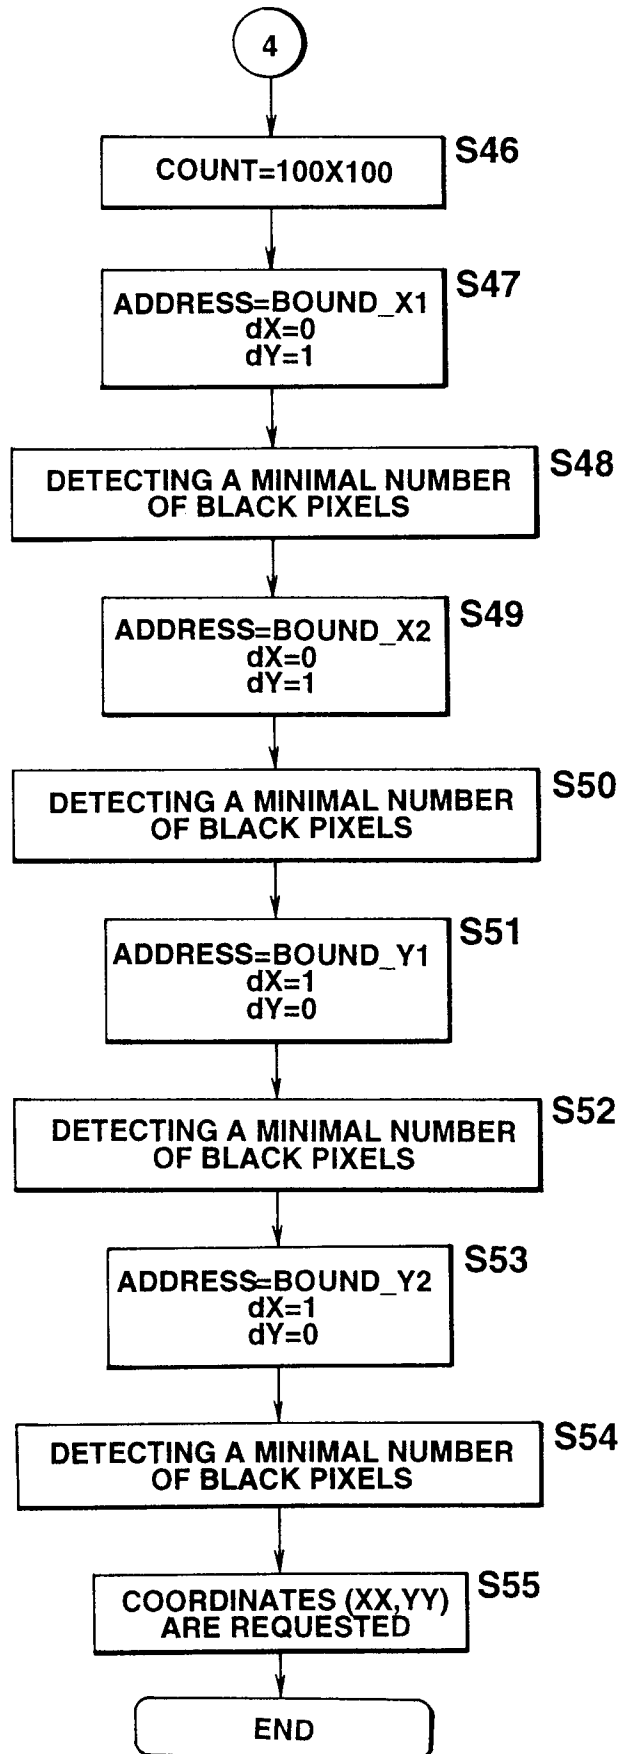 4
S46
COUNT=100X100
S47
ADDRESS=BOUND_X1
dX=0
dY=1
S48
DETECTING A MINIMAL NUMBER
OF BLACK PIXELS
S49
ADDRESS=BOUND_X2
dX=0
dY=1
S50
DETECTING A MINIMAL NUMBER
OF BLACK PIXELS
S51
ADDRESS=BOUND_Y1
dX=1
dY=0
S52
DETECTING A MINIMAL NUMBER
OF BLACK PIXELS
S53
ADDRESS=BOUND_Y2
dX=1
dY=0
S54
DETECTING A MINIMAL NUMBER
OF BLACK PIXELS
S55
COORDINATES (XX,YY)
ARE REQUESTED
END